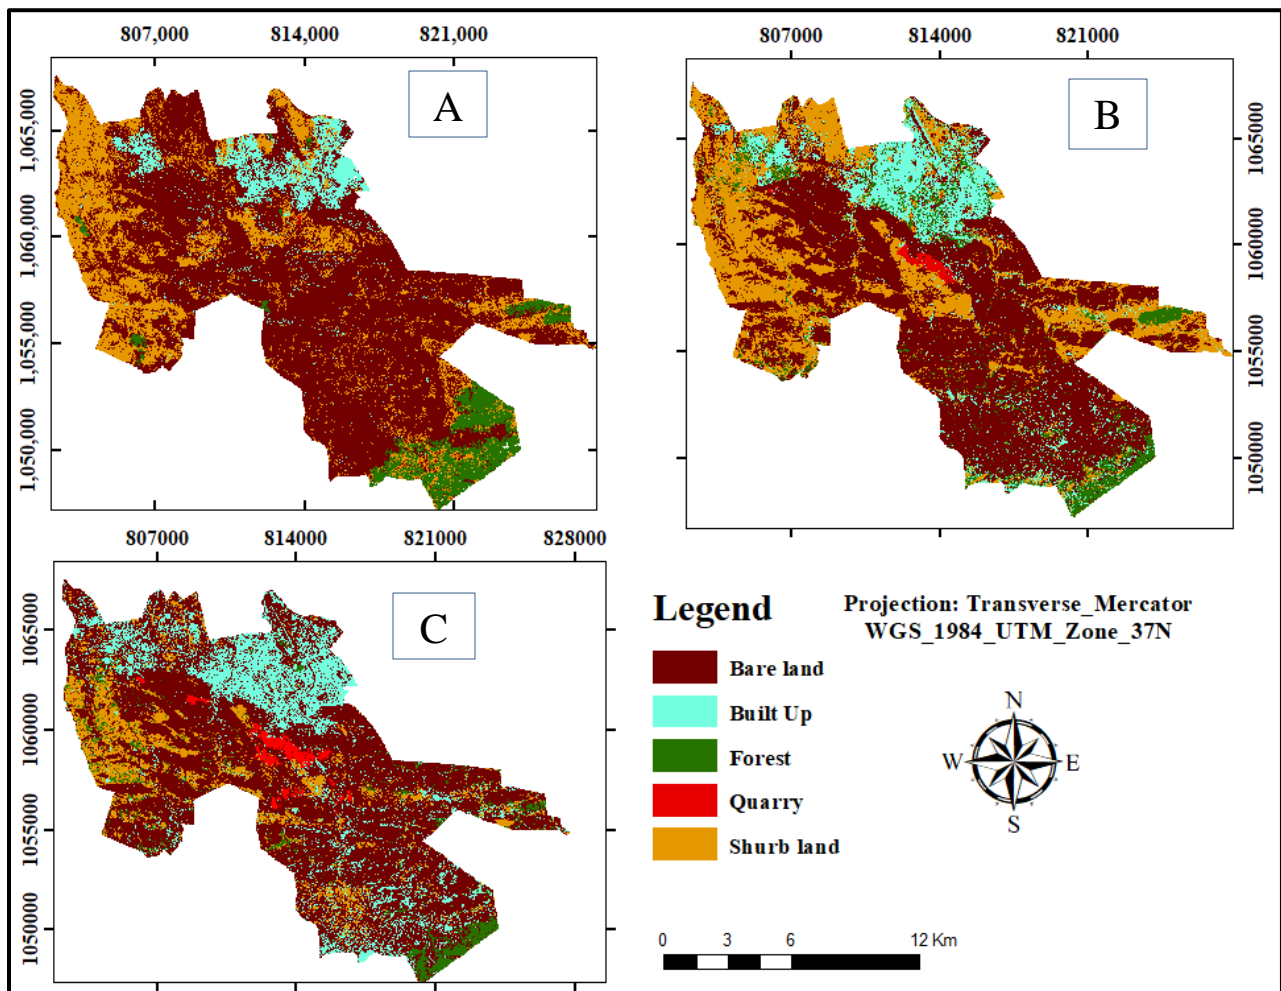 807,000 814,000 821,000
A
1,065,000
1,060,000
1,055,000
1,050,000
807000 814000 821000
B
1065000
1060000
1055000
1050000
807000 814000 821000 828000
C
1065000
1060000
1055000
1050000
Legend
Bare land
Built Up
Forest
Quarry
Shurb land
Projection: Transverse_Mercator
WGS_1984_UTM_Zone_37N
N
W E
S
0 3 6 12 Km